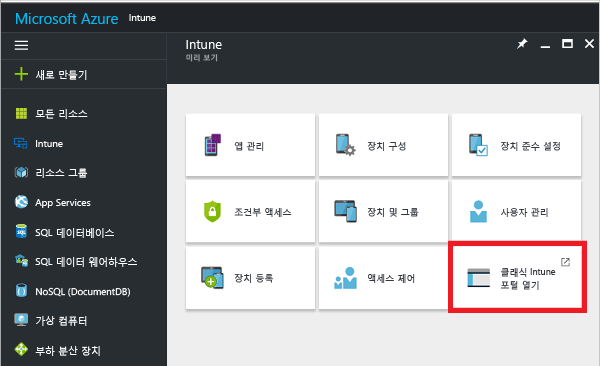 Microsoft Azure Intune
Intune
미리 보기
새로 만들기
모든 리소스
Intune
리소스 그룹
App Services
SQL 데이터베이스
SQL 데이터 웨어하우스
NoSQL (DocumentDB)
가상 컴퓨터
부하 분산 장치
앱 관리
장치 구성
장치 준수 설정
조건부 액세스
장치 및 그룹
사용자 관리
장치 등록
액세스 제어
클래식 Intune
포털 열기